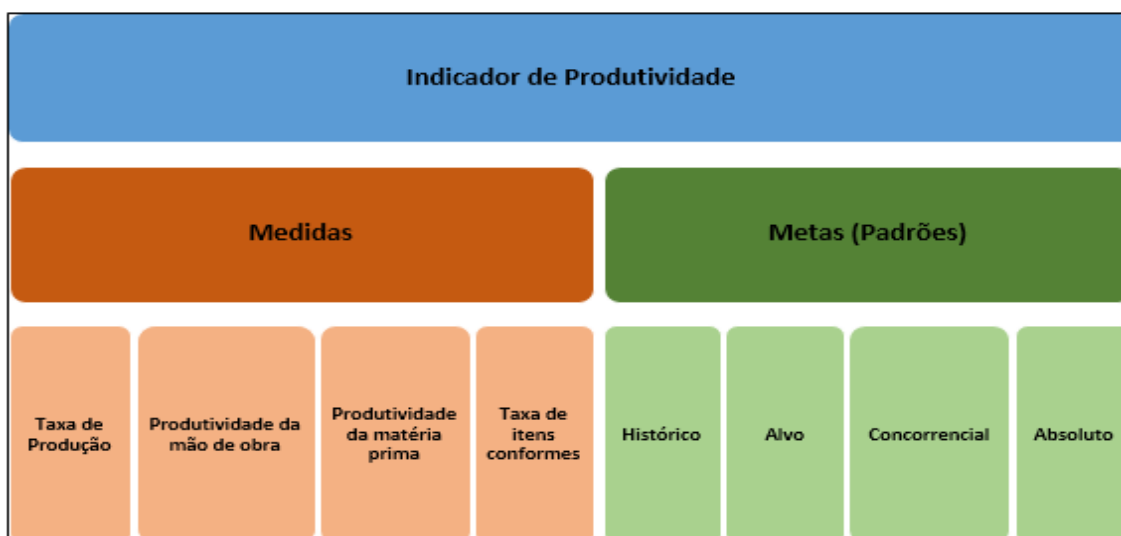 Indicador de Produtividade
Medidas
Metas (Padrões)
Taxa de
Produção
Produtividade da
mão de obra
Produtividade
da matéria
prima
Taxa de
itens
conformes
Histórico
Alvo
Concorrencial
Absoluto